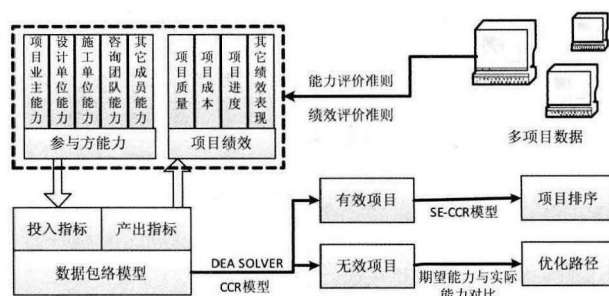 项目业主能力
设计单位能力
施工单位能力
咨询团队能力
其它成员能力
参与方能力
项目质量
项目成本
项目进度
其它绩效表现
项目绩效
能力评价准则
绩效评价准则
多项目数据
投入指标
产出指标
数据包络模型
DEA SOLVER
CCR模型
有效项目
SE-CCR模型
项目排序
无效项目
期望能力与实际
能力对比
优化路径